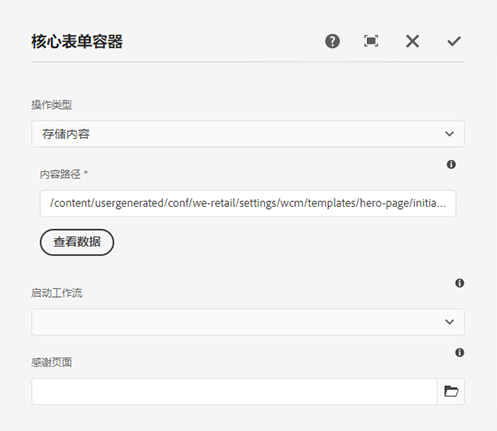 核心表单容器
操作类型
存储内容
内容路径 *
/content/usergenerated/conf/we-retail/settings/wcm/templates/hero-page/initia...
查看数据
启动工作流
感谢页面